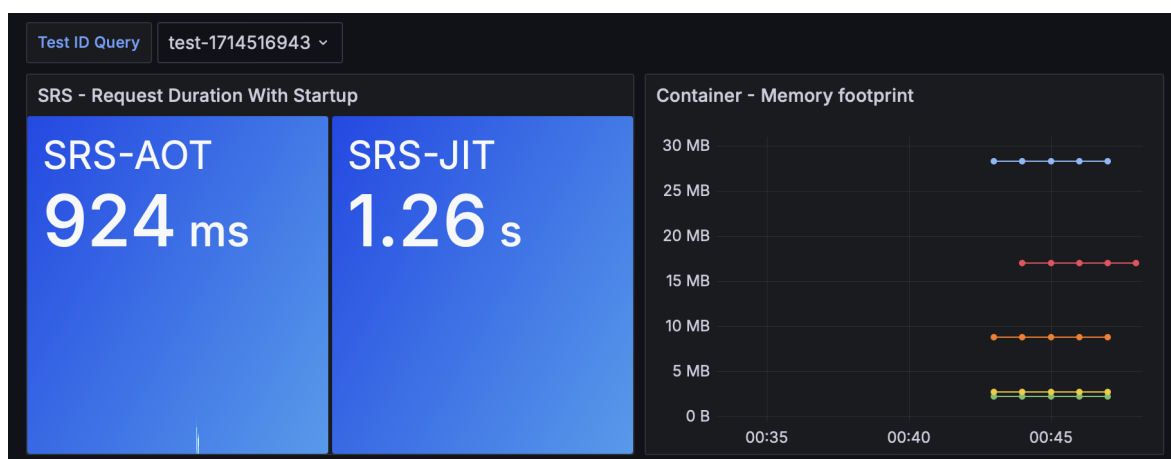 Test ID Query test-1714516943
SRS - Request Duration With Startup
SRS-AOT
924 ms
SRS-JIT
1.26 s
Container - Memory footprint
30 MB
25 MB
20 MB
15 MB
10 MB
5 MB
0 B
00:35 00:40 00:45